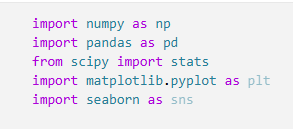 import numpy as np
import pandas as pd
from scipy import stats
import matplotlib.pyplot as plt
import seaborn as sns